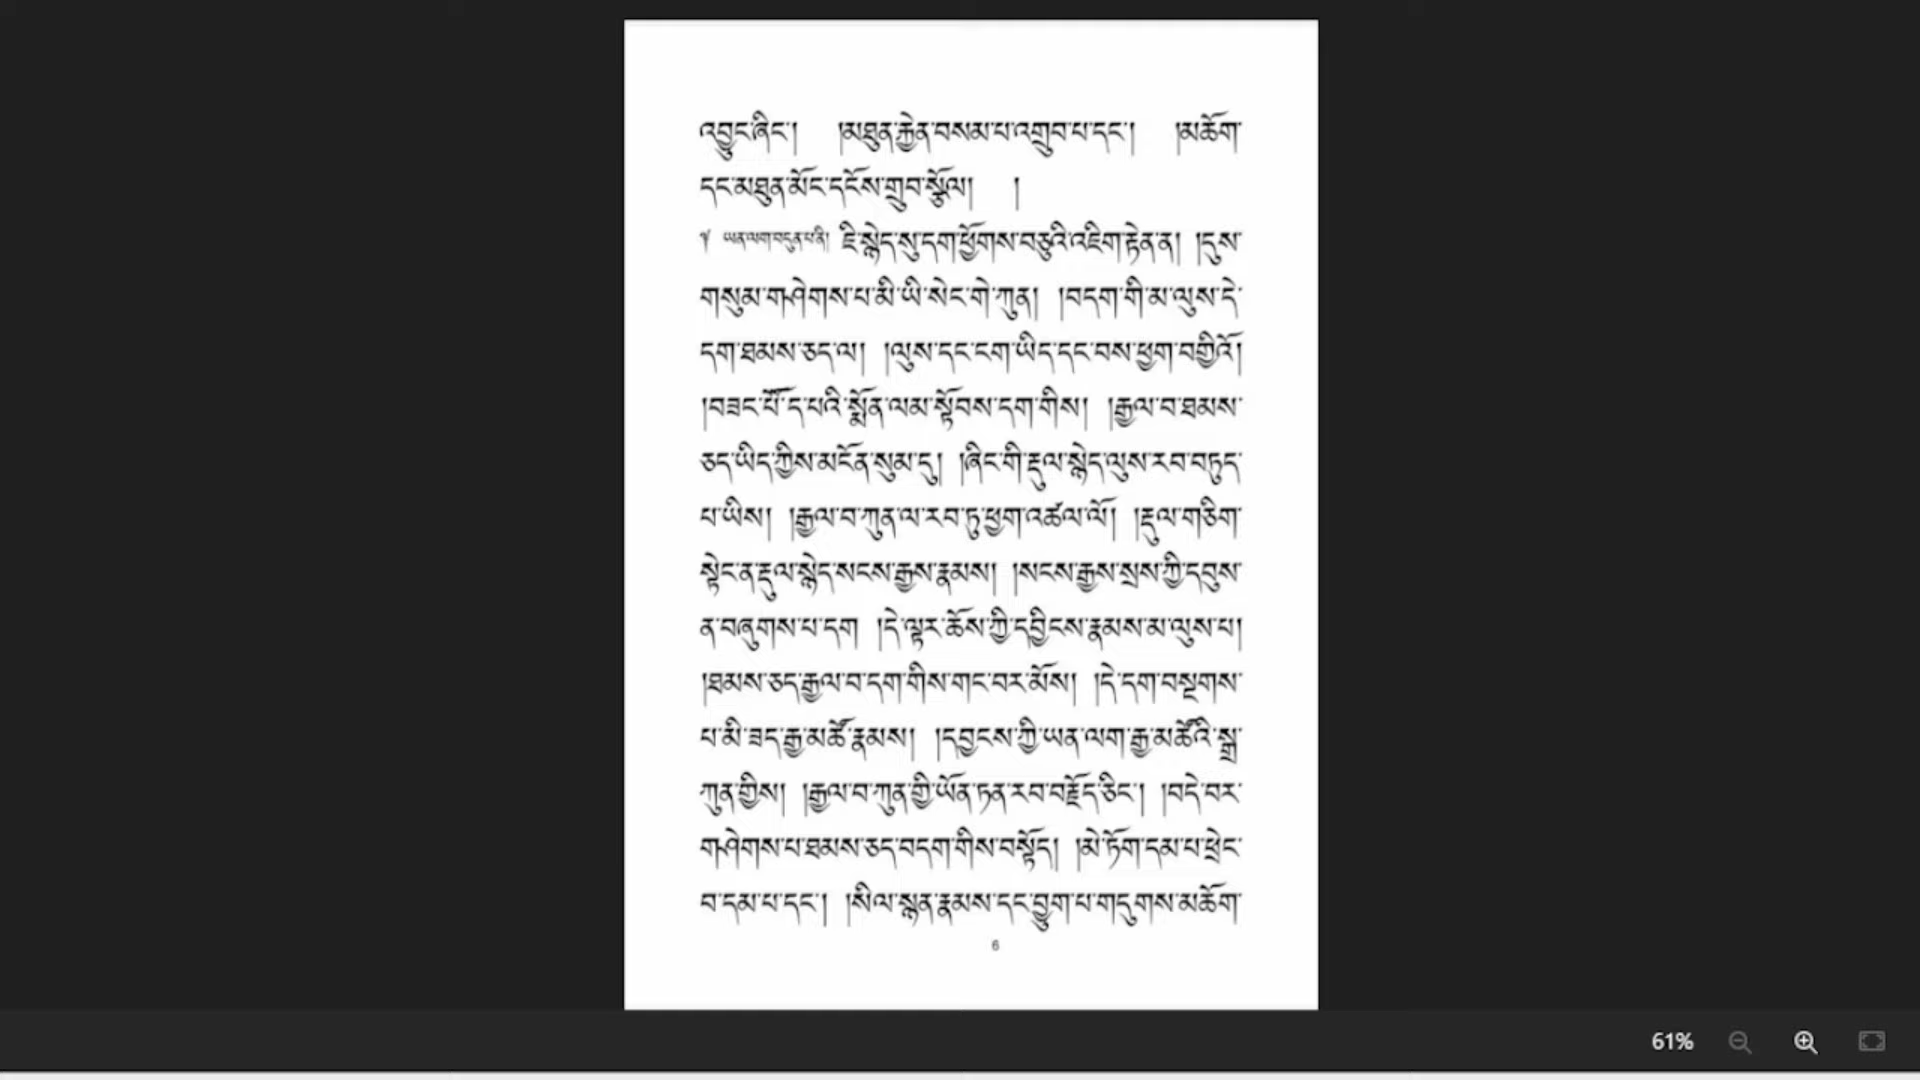 འབྱུང་ཞིང་། །མཐུན་རྐྱེན་བསམ་པ་འགྲུབ་པ་དང་། །མཆོག་
དང་མཐུན་མོང་དངོས་གྲུབ་སྩོལ། །
༈ ཡན་ལག་བདུན་པ་ནི། ཇི་སྙེད་སུ་དག་ཕྱོགས་བཅུའི་འཇིག་རྟེན་ན། །དུས་
གསུམ་གཤེགས་པ་མི་ཡི་སེང་གེ་ཀུན། །བདག་གི་མ་ལུས་དེ་
དག་ཐམས་ཅད་ལ། །ལུས་དང་ངག་ཡིད་དང་བས་ཕྱག་བགྱིའོ།
།བཟང་པོ་དོ་པའི་སྨོན་ལམ་སྟོབས་དག་གིས། །རྒྱལ་བ་ཐམས་
ཅད་ཡིད་ཀྱིས་མངོན་སུམ་དུ། །ཞིང་གི་རྡུལ་སྙེད་ལུས་རབ་བཏུད་
པ་ཡིས། །རྒྱལ་བ་ཀུན་ལ་རབ་ཏུ་ཕྱག་འཚལ་ལོ། །རྡུལ་གཅིག་
སྟེང་ན་རྡུལ་སྙེད་སངས་རྒྱས་རྣམས། །སངས་རྒྱས་སྲས་ཀྱི་དབུས་
ན་བཞུགས་པ་དག །དེ་ལྟར་ཆོས་ཀྱི་དབྱིངས་རྣམས་མ་ལུས་པ།
།ཐམས་ཅད་རྒྱལ་བ་དག་གིས་གང་བར་མོས། །དེ་དག་བསྔགས་
པ་མི་ཟད་རྒྱ་མཚོ་རྣམས། །དབྱངས་ཀྱི་ཡན་ལག་རྒྱ་མཚོའི་སྒྲ་
ཀུན་གྱིས། །རྒྱལ་བ་ཀུན་གྱི་ཡོན་ཏན་རབ་བརྗོད་ཅིང་། །བདེ་བར་
གཤེགས་པ་ཐམས་ཅད་བདག་གིས་བསྟོད། །མེ་ཏོག་དམ་པ་ཕྲེང་
བ་དམ་པ་དང་། །སིལ་སྙན་རྣམས་དང་བྱུག་པ་གདུགས་མཆོག་
6
61%